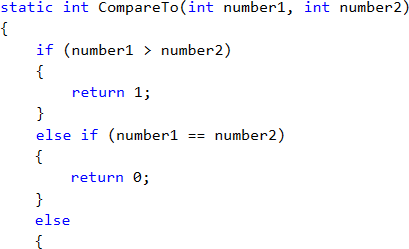 static int CompareTo(int number1, int number2)
{
    if (number1 > number2)
    {
        return 1;
    }
    else if (number1 == number2)
    {
        return 0;
    }
    else
    {